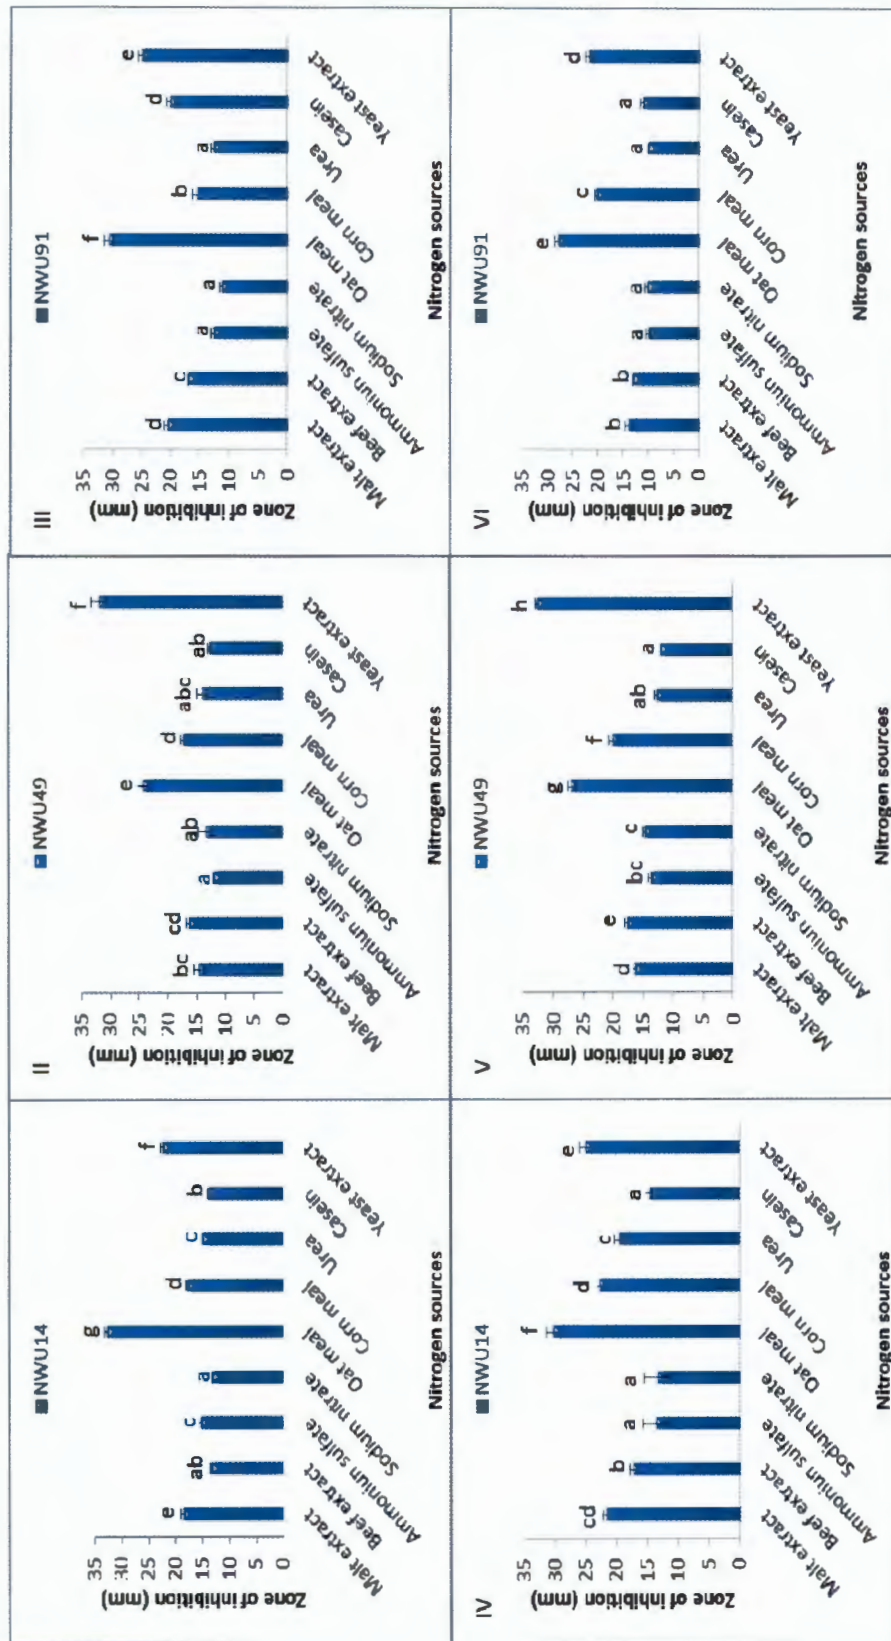 NWU14
35
30
25
20
15
10
5
0
Zone of inhibition (mm)
e ab c a g d c b f
Malt extract
Beef extract
Ammoniun sulfate
Sodium nitrate
Oat meal
Corn meal
Urea
Casein
Yeast extract
Nitrogen sources
II
NWU49
35
30
25
20
15
10
5
0
Zone of inhibition (mm)
bc cd a ab e d abc ab f
Malt extract
Beef extract
Ammoniun sulfate
Sodium nitrate
Oat meal
Corn meal
Urea
Casein
Yeast extract
Nitrogen sources
III
NWU91
35
30
25
20
15
10
5
0
Zone of inhibition (mm)
d c a a f b a d e
Malt extract
Beef extract
Ammoniun sulfate
Sodium nitrate
Oat meal
Corn meal
Urea
Casein
Yeast extract
Nitrogen sources
IV
NWU14
35
30
25
20
15
10
5
0
Zone of inhibition (mm)
cd b a a f d c a e
Malt extract
Beef extract
Ammoniun sulfate
Sodium nitrate
Oat meal
Corn meal
Urea
Casein
Yeast extract
Nitrogen sources
V
NWU49
35
30
25
20
15
10
5
0
Zone of inhibition (mm)
d e bc c g f ab a h
Malt extract
Beef extract
Ammoniun sulfate
Sodium nitrate
Oat meal
Corn meal
Urea
Casein
Yeast extract
Nitrogen sources
VI
NWU91
35
30
25
20
15
10
5
0
Zone of inhibition (mm)
b b a a e c a a d
Malt extract
Beef extract
Ammoniun sulfate
Sodium nitrate
Oat meal
Corn meal
Urea
Casein
Yeast extract
Nitrogen sources